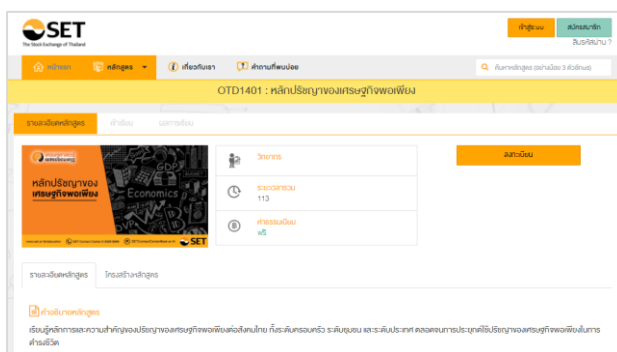 SET
The Stock Exchange of Thailand
เข้าสู่ระบบ
สมัครสมาชิก
ลืมรหัสผ่าน ?
หน้าแรก
หลักสูตร
เกี่ยวกับเรา
คำถามที่พบบ่อย
ค้นหาหลักสูตร (อย่างน้อย 3 ตัวอักษร)
OTD1401 : หลักปรัชญาของเศรษฐกิจพอเพียง
รายละเอียดหลักสูตร
เข้าเรียน
ผลการเรียน
หลักปรัชญาของ
เศรษฐกิจพอเพียง
GDP
Economics
SET
วิทยากร
ระยะเวลารวม
113
ค่าธรรมเนียม
ฟรี
ลงทะเบียน
รายละเอียดหลักสูตร
โครงสร้างหลักสูตร
คำอธิบายหลักสูตร
เรียนรู้หลักการและความสำคัญของปรัชญาของเศรษฐกิจพอเพียงต่อสังคมไทย ทั้งระดับครอบครัว ระดับชุมชน และระดับประเทศ ตลอดจนการประยุกต์ใช้ปรัชญาของเศรษฐกิจพอเพียงในการ
ดำรงชีวิต